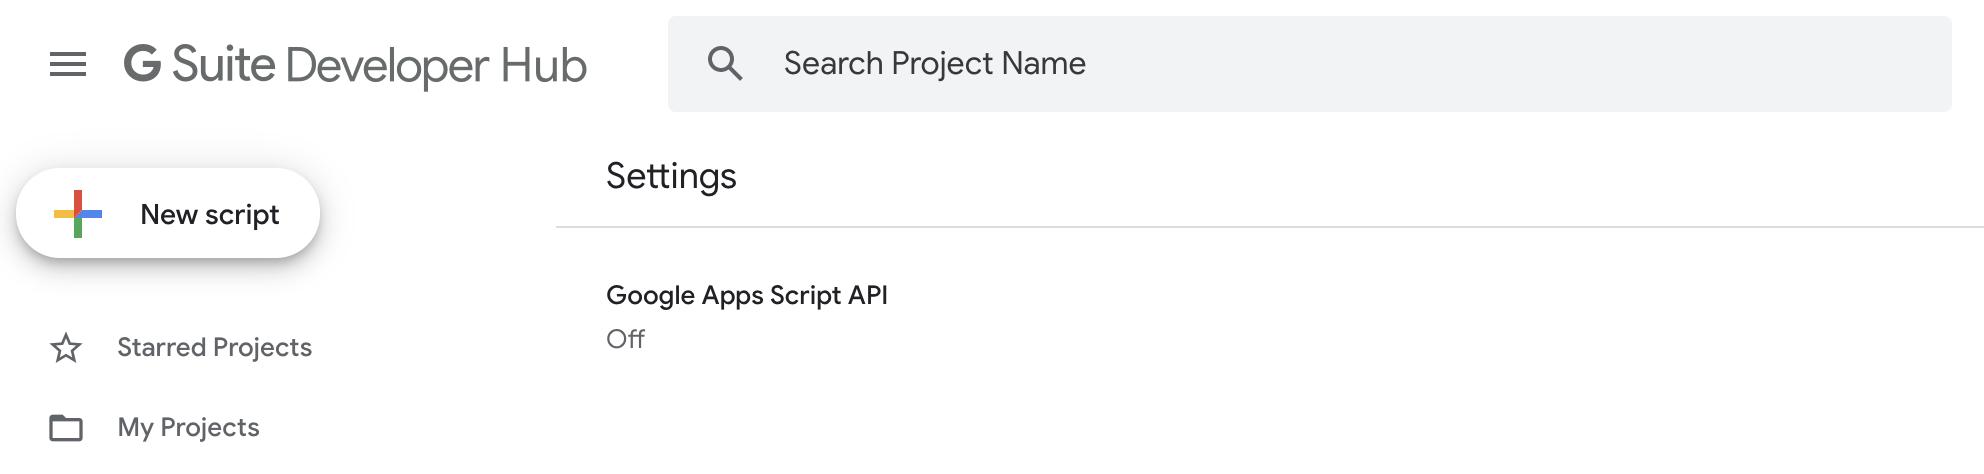 G Suite Developer Hub
Search Project Name
New script
Starred Projects
My Projects
Settings
Google Apps Script API
Off